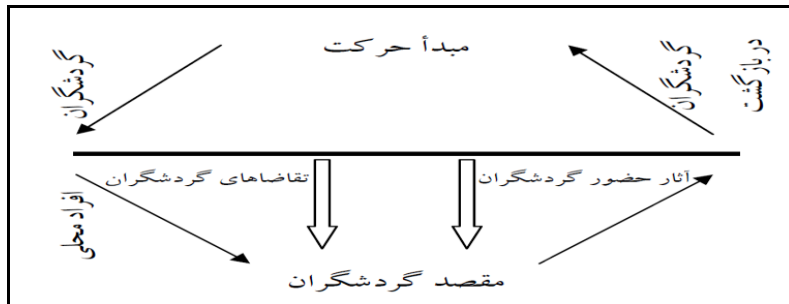 مبدأ حرکت
گردشگران
در بازگشت
گردشگران
آثار حضور گردشگران
تقاضاهای گردشگران
افراد محلی
مقصد گردشگران